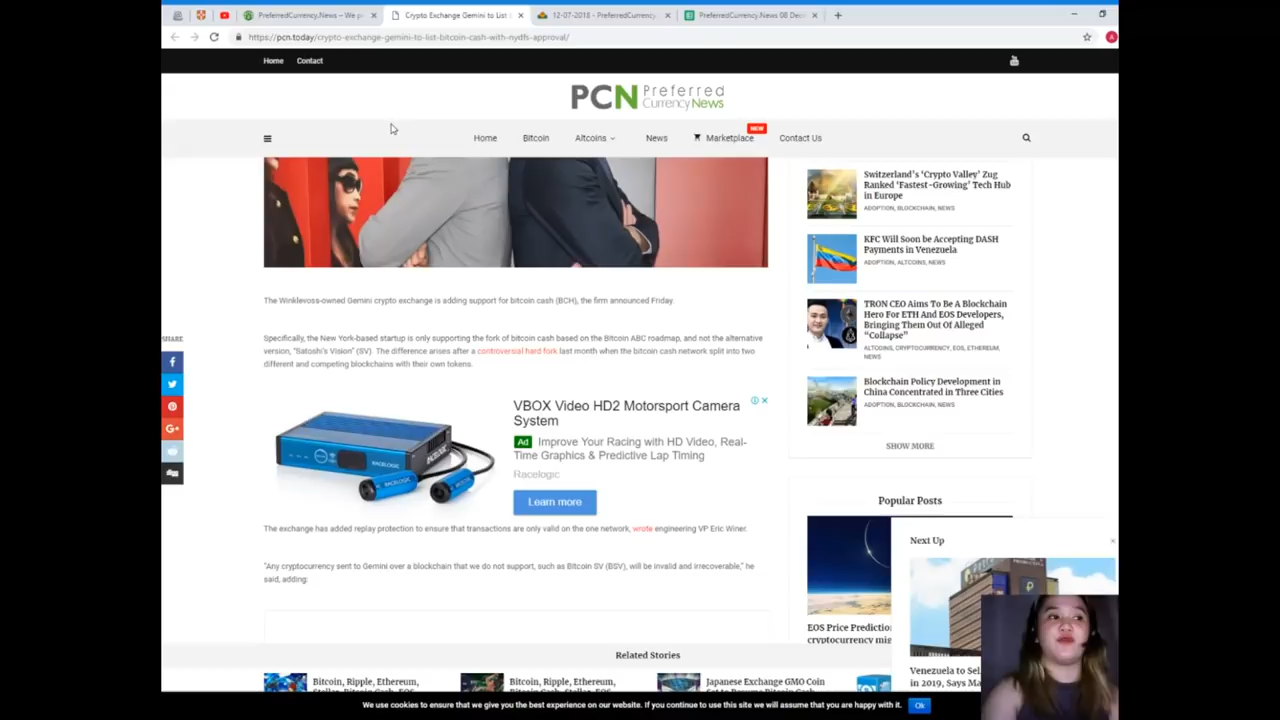 PreferredCurrency.News – We p
Crypto Exchange Gemini to List
12-07-2018 - PreferredCurrency
PreferredCurrency.News 08 Dec
https://pcn.today/crypto-exchange-gemini-to-list-bitcoin-cash-with-nydfs-approval/
Home Contact
PCN Preferred
Currency News
NEW
Home Bitcoin Altcoins News Marketplace Contact Us
Switzerland's 'Crypto Valley' Zug
Ranked 'Fastest-Growing' Tech Hub
in Europe
ADOPTION, BLOCKCHAIN, NEWS
KFC Will Soon be Accepting DASH
Payments in Venezuela
ADOPTION, ALTCOINS, NEWS
TRON CEO Aims To Be A Blockchain
Hero For ETH And EOS Developers,
Bringing Them Out Of Alleged
"Collapse"
ALTCOINS, CRYPTOCURRENCY, EOS, ETHEREUM,
NEWS
Blockchain Policy Development in
China Concentrated in Three Cities
ADOPTION, BLOCKCHAIN, NEWS
SHOW MORE
Popular Posts
EOS Price Predictio
cryptocurrency mig
Next Up
Venezuela to Sel
in 2019, Says Ma
SHARE
The Winklevoss-owned Gemini crypto exchange is adding support for bitcoin cash (BCH), the firm announced Friday.
Specifically, the New York-based startup is only supporting the fork of bitcoin cash based on the Bitcoin ABC roadmap, and not the alternative
version, "Satoshi's Vision" (SV). The difference arises after a controversial hard fork last month when the bitcoin cash network split into two
different and competing blockchains with their own tokens.
VBOX Video HD2 Motorsport Camera
System
Ad Improve Your Racing with HD Video, Real-
Time Graphics & Predictive Lap Timing
Racelogic
Learn more
RACELOGIC
The exchange has added replay protection to ensure that transactions are only valid on the one network, wrote engineering VP Eric Winer.
"Any cryptocurrency sent to Gemini over a blockchain that we do not support, such as Bitcoin SV (BSV), will be invalid and irrecoverable," he
said, adding:
Related Stories
Bitcoin, Ripple, Ethereum,
Bitcoin, Ripple, Ethereum,
Japanese Exchange GMO Coin
We use cookies to ensure that we give you the best experience on our website. If you continue to use this site we will assume that you are happy with it. Ok